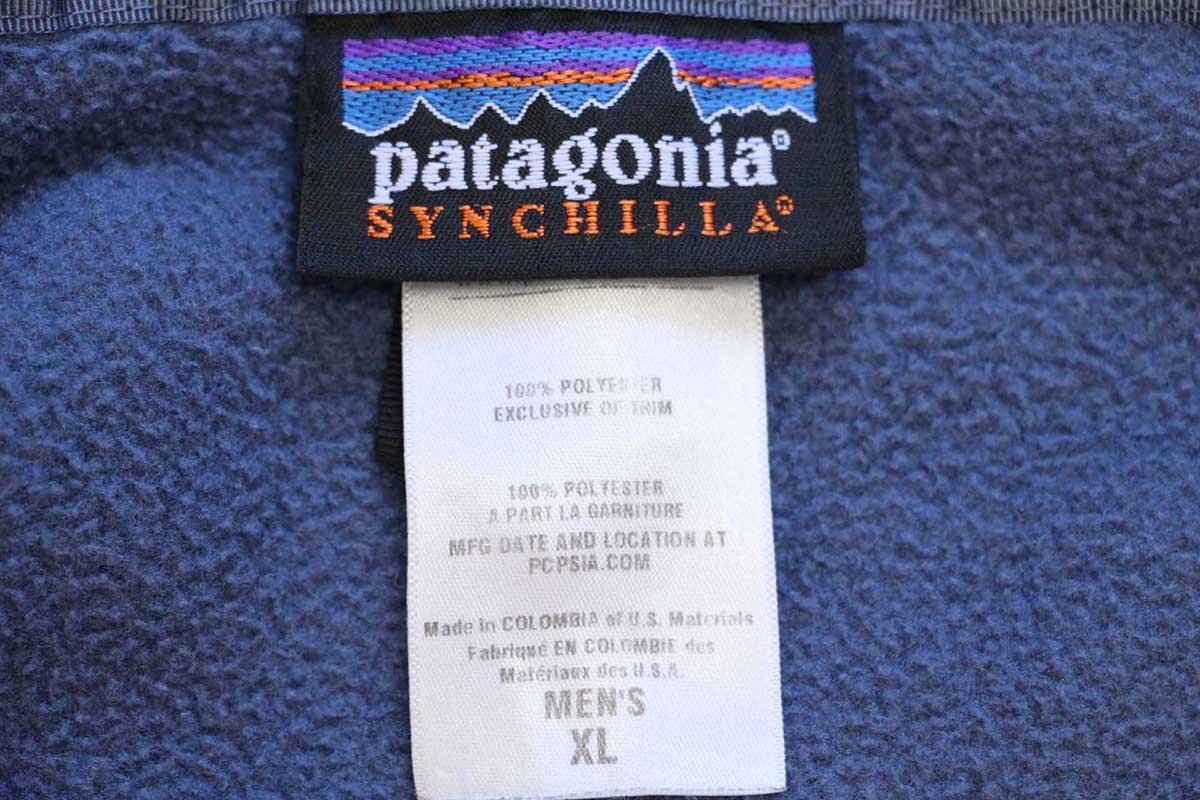 patagonia®
SYNCHILLA®
100% POLYESTER
EXCLUSIVE OF TRIM
100% POLYESTER
A PART LA GARNITURE
MFG DATE AND LOCATION AT
PCPSIA.COM
Made in COLOMBIA of U.S. Materials
Fabriqué EN COLOMBIE des
Matériaux des U.S.A.
MEN'S
XL